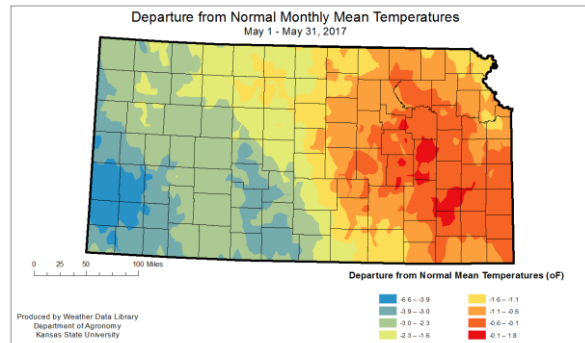 Departure from Normal Monthly Mean Temperatures
May 1 - May 31, 2017
0 25 50 100 Miles
Departure from Normal Mean Temperatures (oF)
-6.6 - -3.9
-1.6 - -1.1
-3.9 - -3.0
-1.1 - -0.6
-3.0 - -2.3
-0.6 - -0.1
-2.3 - -1.6
-0.1 - 1.8
Produced by Weather Data Library
Department of Agronomy
Kansas State University